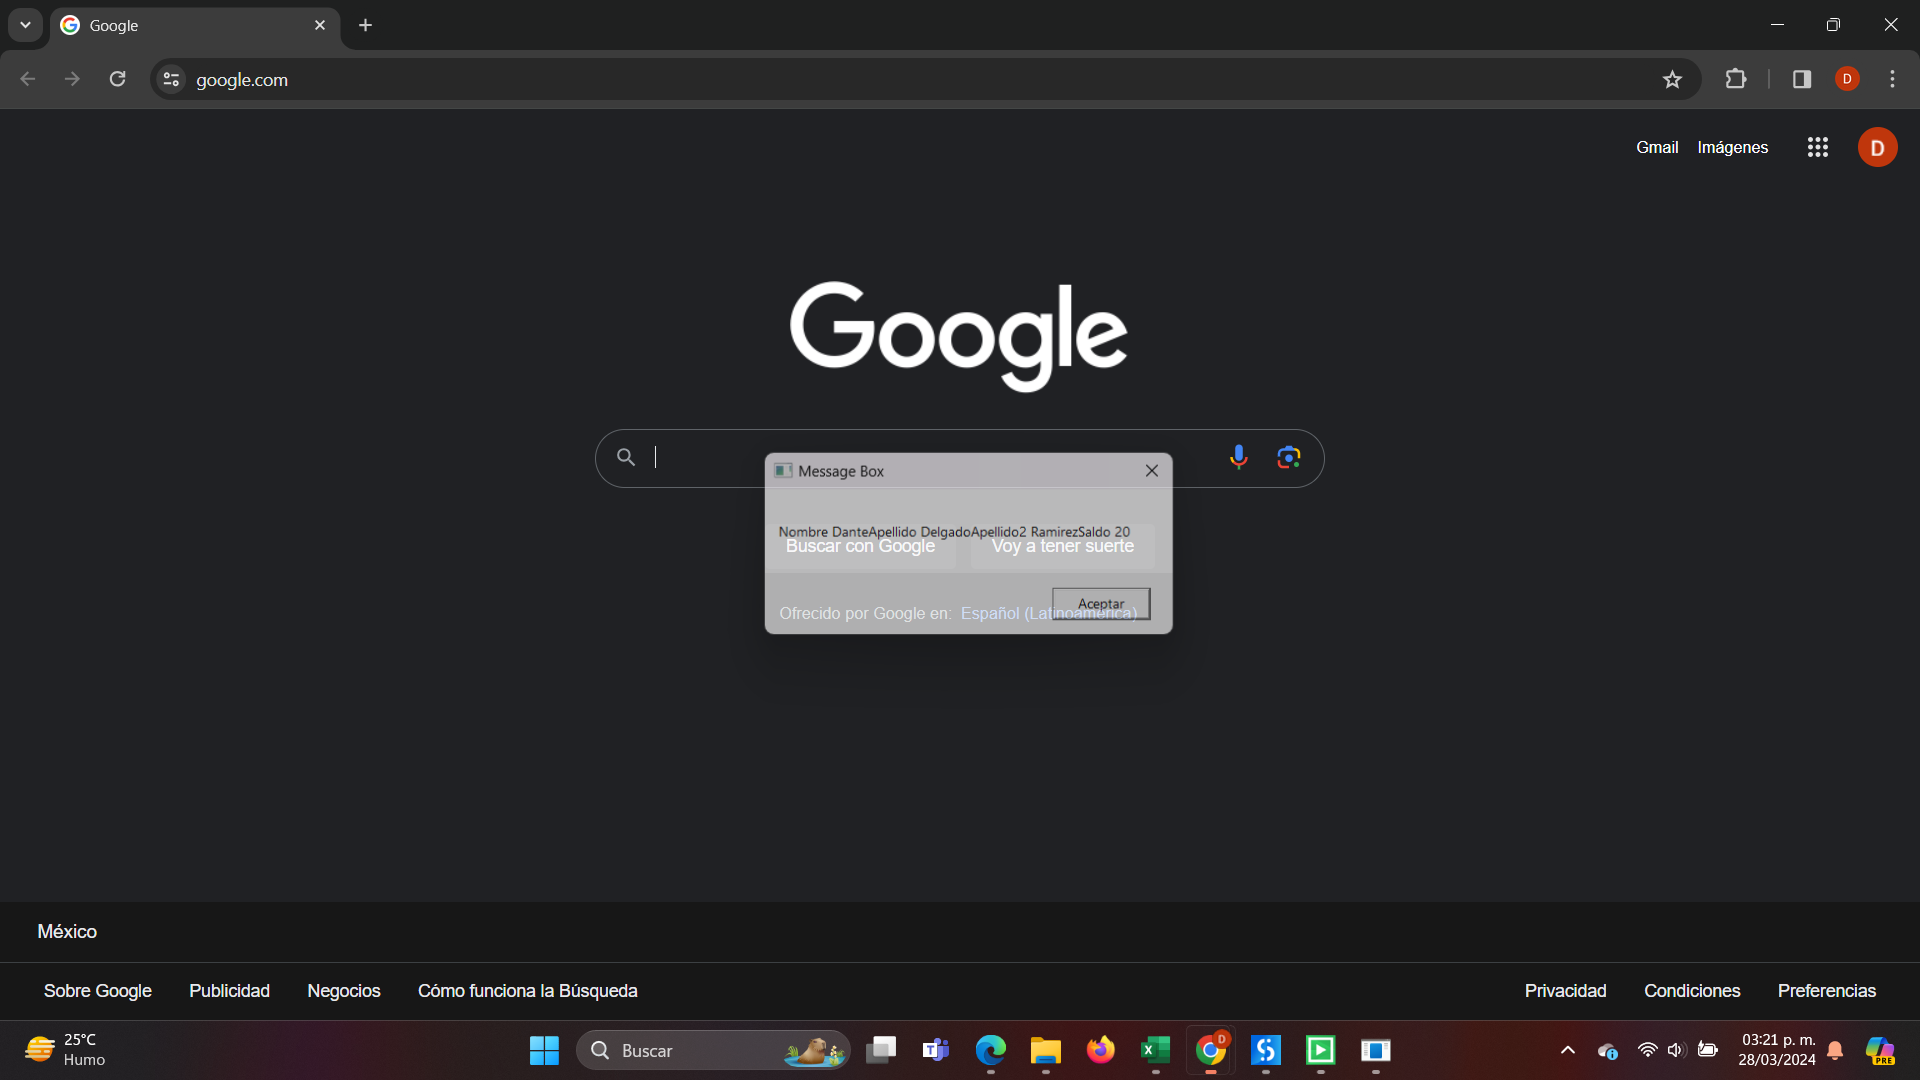 Google
google.com
D
Gmail Imágenes
D
Google
Message Box
Nombre DanteApellido DelgadoApellido2 RamirezSaldo 20
Buscar con Google Voy a tener suerte
Aceptar
Ofrecido por Google en: Español (Latinoamérica)
México
Sobre Google Publicidad Negocios Cómo funciona la Búsqueda
Privacidad Condiciones Preferencias
25°C
Humo
Buscar
D
03:21 p. m.
28/03/2024
PRE